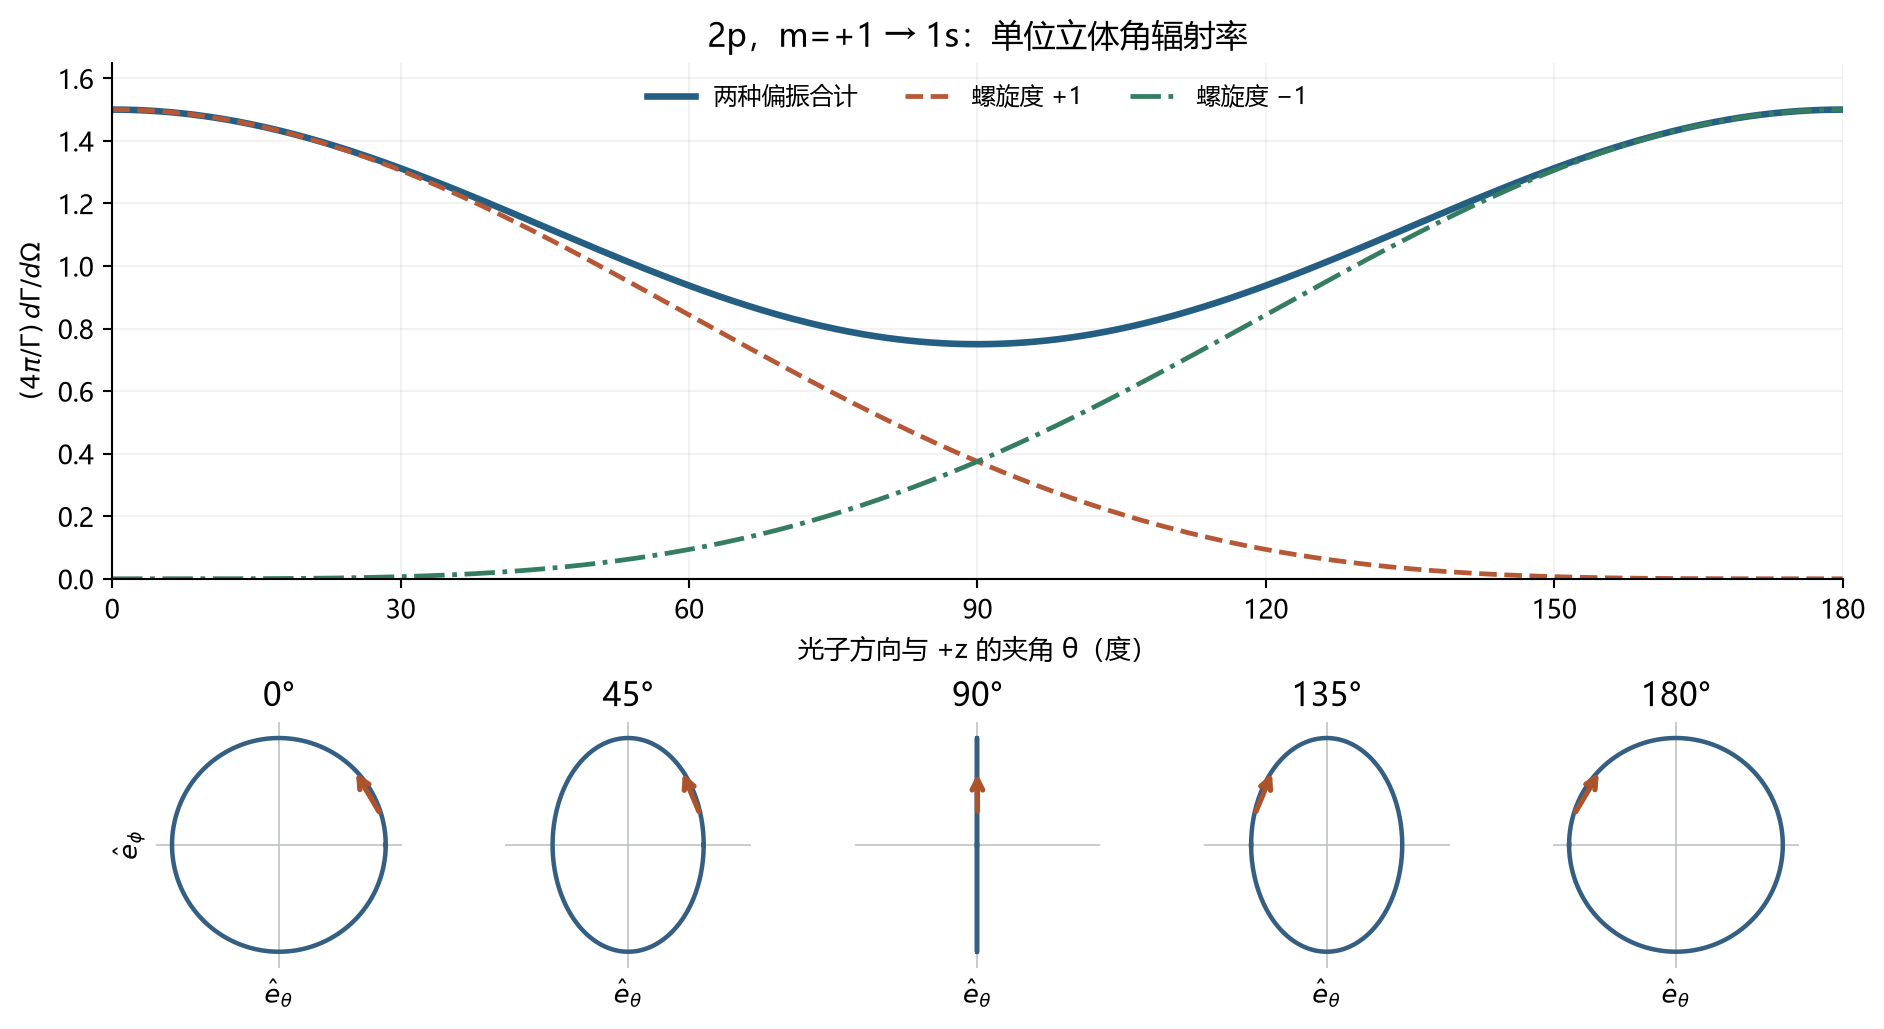 2p，m=+1 → 1s：单位立体角辐射率
两种偏振合计
螺旋度 +1
螺旋度 −1
(4π/Γ) dΓ/dΩ
1.6
1.4
1.2
1.0
0.8
0.6
0.4
0.2
0.0
0 30 60 90 120 150 180
光子方向与 +z 的夹角 θ（度）
0° 45° 90° 135° 180°
ê_ϕ
ê_θ ê_θ ê_θ ê_θ ê_θ